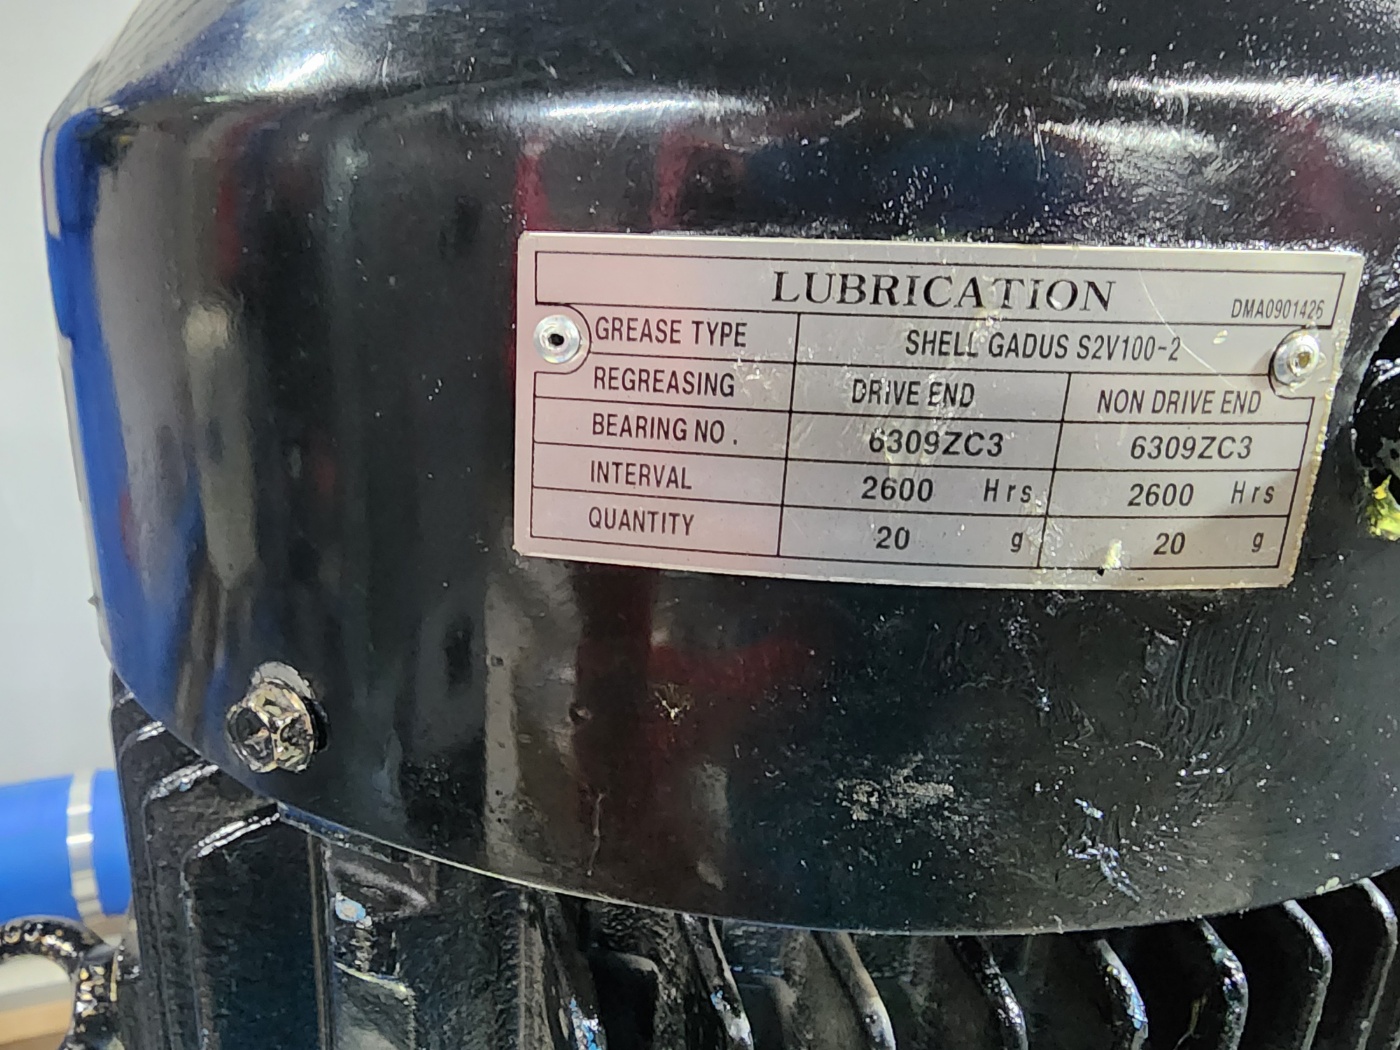 LUBRICATION
DMA0901426
GREASE TYPE SHELL GADUS S2V100-2
REGREASING DRIVE END NON DRIVE END
BEARING NO. 6309ZC3 6309ZC3
INTERVAL 2600 Hrs 2600 Hrs
QUANTITY 20 g 20 g